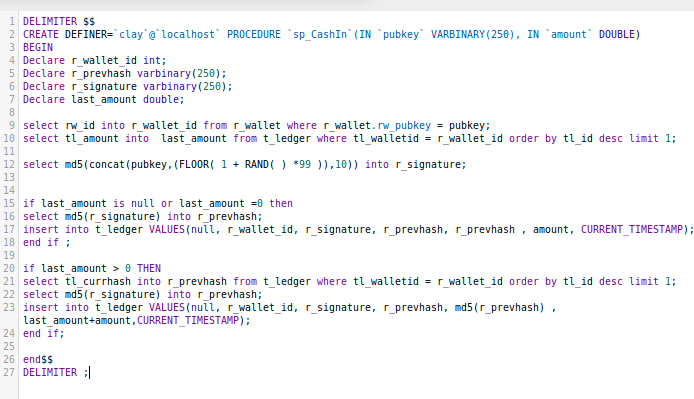 1 DELIMITER $$
2 CREATE DEFINER=`clay`@`localhost` PROCEDURE `sp_CashIn`(IN `pubkey` VARBINARY(250), IN `amount` DOUBLE)
3 BEGIN
4 Declare r_wallet_id int;
5 Declare r_prevhash varbinary(250);
6 Declare r_signature varbinary(250);
7 Declare last_amount double;
8
9 select rw_id into r_wallet_id from r_wallet where r_wallet.rw_pubkey = pubkey;
10 select tl_amount into  last_amount from t_ledger where tl_walletid = r_wallet_id order by tl_id desc limit 1;
11
12 select md5(concat(pubkey,(FLOOR( 1 + RAND( ) *99 )),10)) into r_signature;
13
14
15 if last_amount is null or last_amount =0 then
16 select md5(r_signature) into r_prevhash;
17 insert into t_ledger VALUES(null, r_wallet_id, r_signature, r_prevhash, r_prevhash , amount, CURRENT_TIMESTAMP);
18 end if ;
19
20 if last_amount > 0 THEN
21 select tl_currhash into r_prevhash from t_ledger where tl_walletid = r_wallet_id order by tl_id desc limit 1;
22 select md5(r_signature) into r_prevhash;
23 insert into t_ledger VALUES(null, r_wallet_id, r_signature, r_prevhash, md5(r_prevhash) ,
last_amount+amount,CURRENT_TIMESTAMP);
24 end if;
25
26 end$$
27 DELIMITER ;